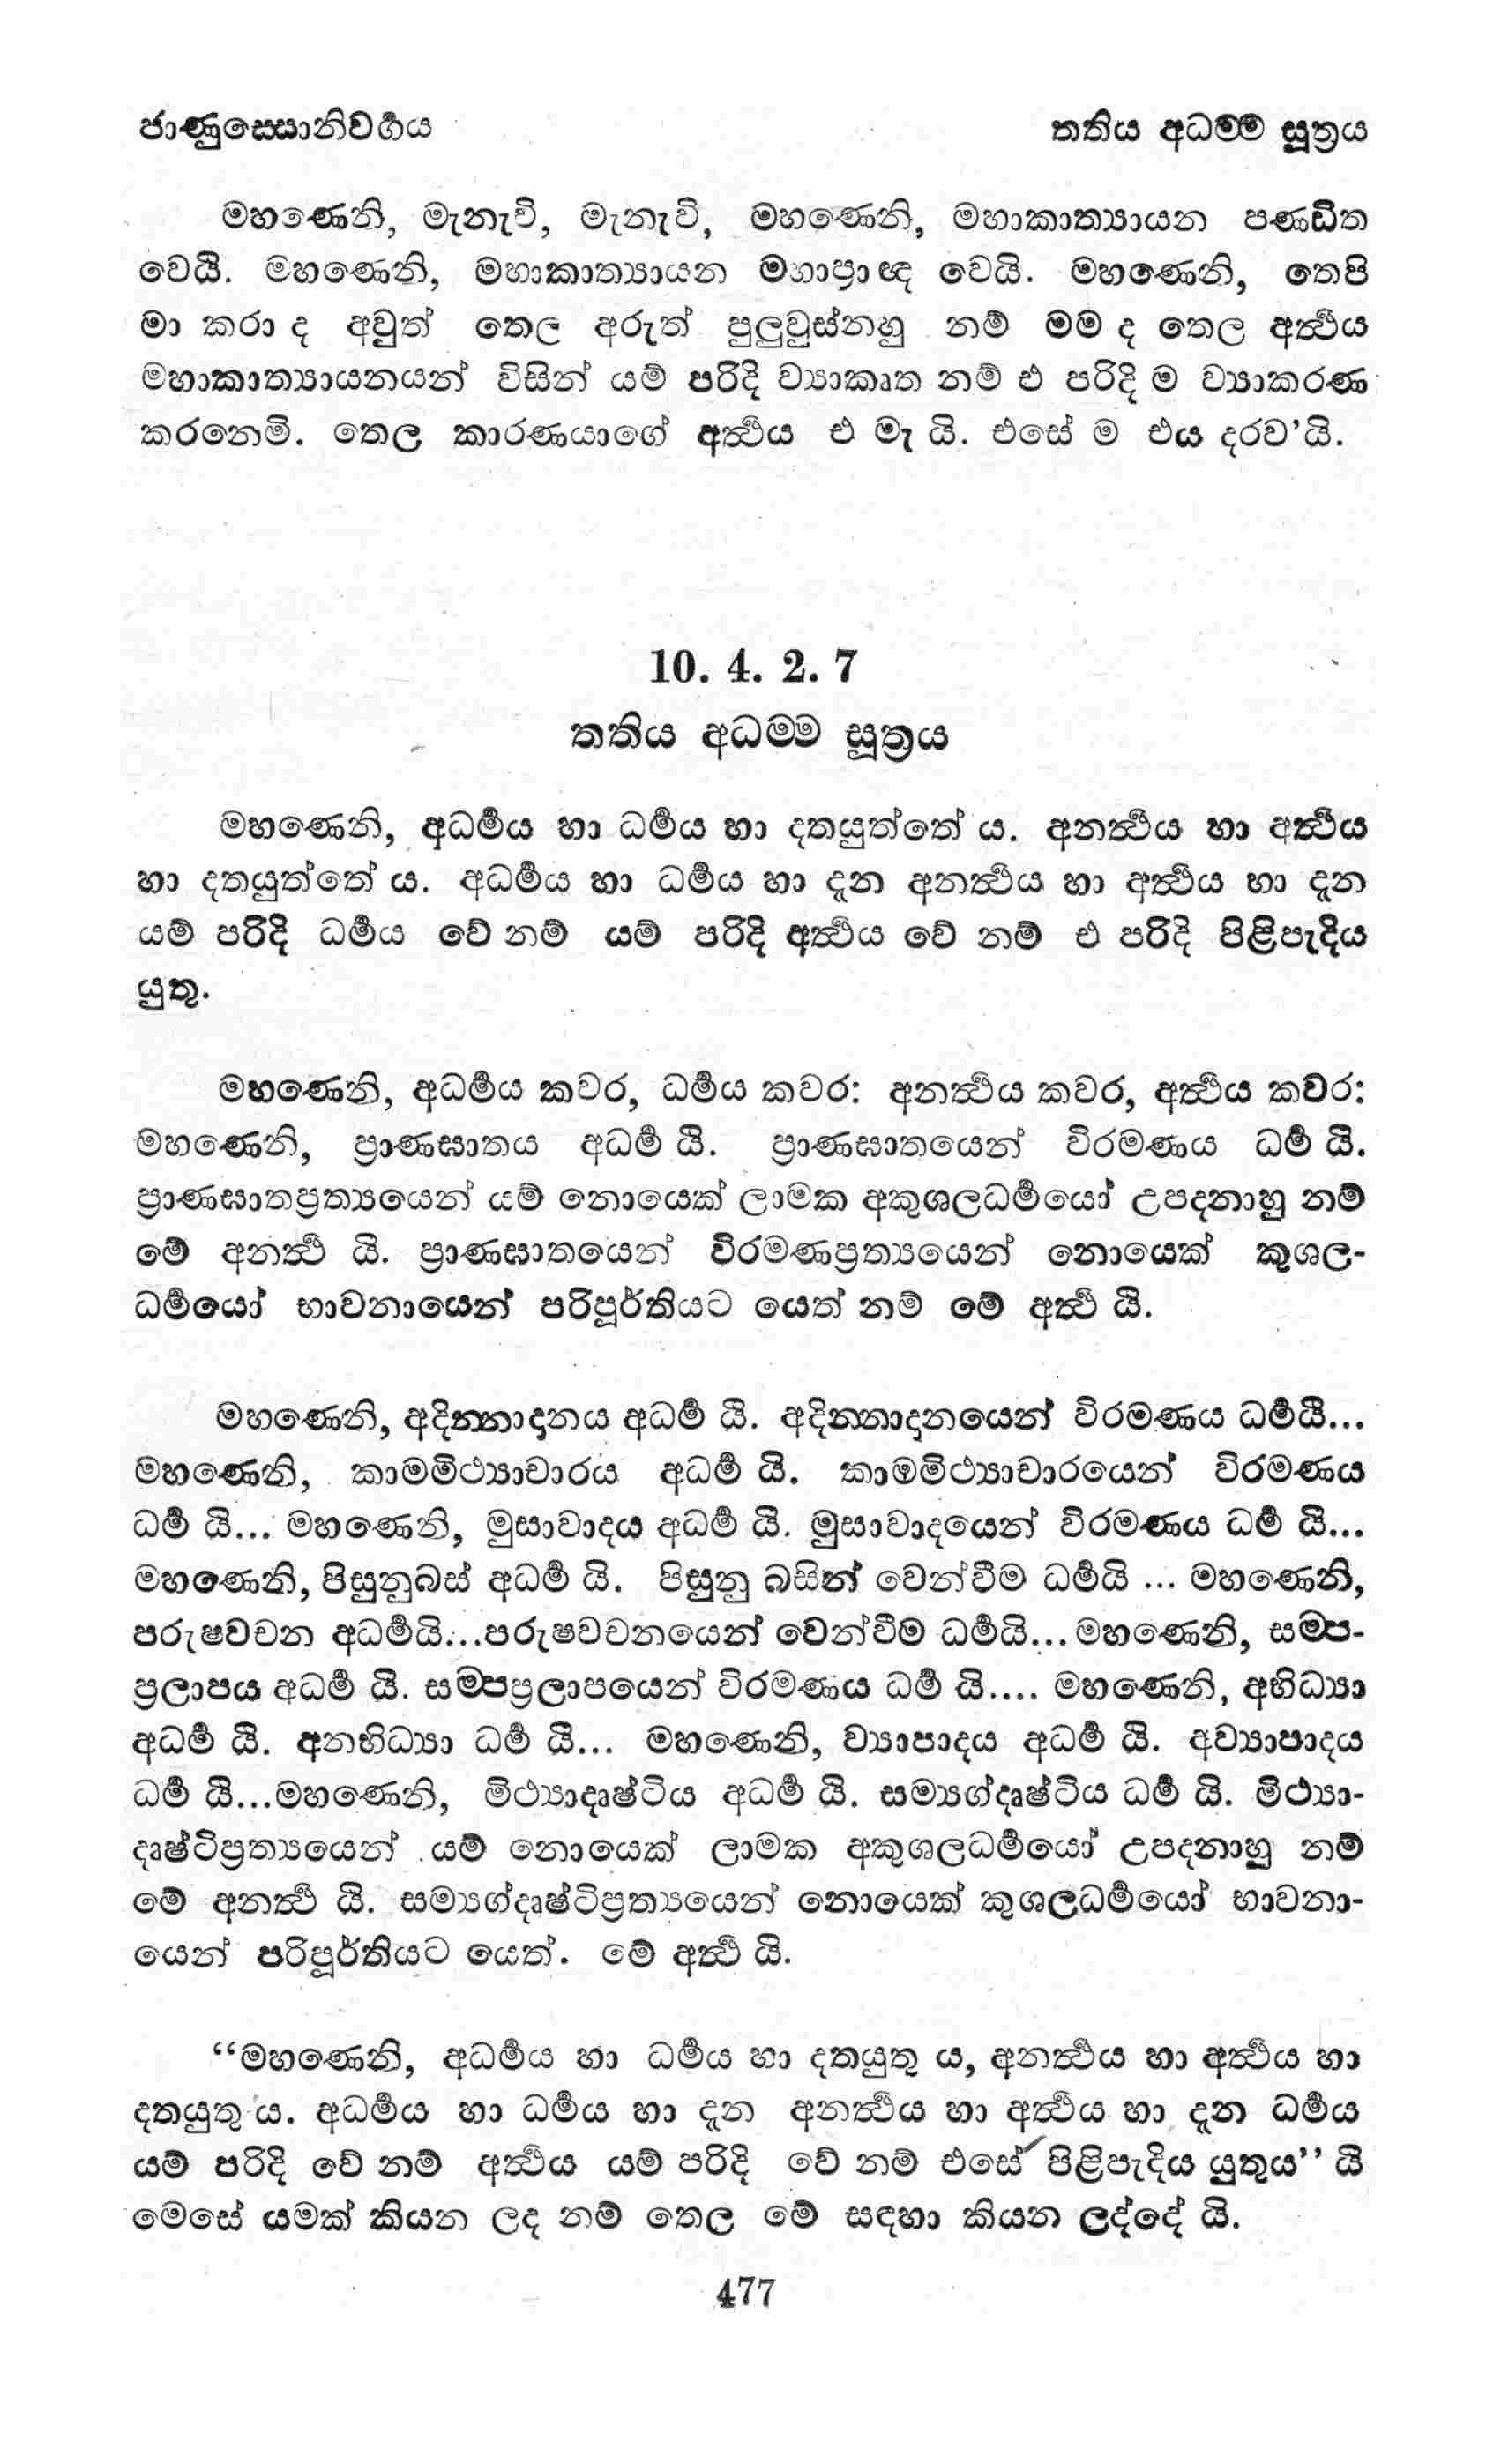 ජාණුස්සොනිවර්ගය තතිය අධම්ම සූත්‍රය
මහණෙනි, මැනැවි, මැනැවි, මහණෙනි, මහාකාත්‍යායන පණ්ඩිත
වෙයි. මහණෙනි, මහාකාත්‍යායන මහාප්‍රාඥ වෙයි. මහණෙනි, තෙපි
මා කරා ද අවුත් තෙල අරුත් පුලුවුස්නහු නම් මම ද තෙල අර්ත්‍ථය
මහාකාත්‍යායනයන් විසින් යම් පරිදි ව්‍යාකෘත නම් එ පරිදි ම ව්‍යාකරණ
කරනෙමි. තෙල කාරණයාගේ අර්ත්‍ථය එ මැ යි. එසේ ම එය දරව'යි.
10. 4. 2. 7
තතිය අධම්ම සූත්‍රය
මහණෙනි, අධර්මය හා ධර්මය හා දතයුත්තේ ය. අනර්ත්‍ථය හා අර්ත්‍ථය
හා දතයුත්තේ ය. අධර්මය හා ධර්මය හා දැන අනර්ත්‍ථය හා අර්ත්‍ථය හා දැන
යම් පරිදි ධර්මය වේ නම් යම් පරිදි අර්ත්‍ථය වේ නම් එ පරිදි පිළිපැදිය
යුතු.
මහණෙනි, අධර්මය කවර, ධර්මය කවර: අනර්ත්‍ථය කවර, අර්ත්‍ථය කවර:
මහණෙනි, ප්‍රාණඝාතය අධර්ම යි. ප්‍රාණඝාතයෙන් විරමණය ධර්ම යි.
ප්‍රාණඝාතප්‍රත්‍යයෙන් යම් නොයෙක් ලාමක අකුශලධර්මයෝ උපදනාහු නම්
මේ අනර්ත්‍ථ යි. ප්‍රාණඝාතයෙන් විරමණප්‍රත්‍යයෙන් නොයෙක් කුශල-
ධර්මයෝ භාවනායෙන් පරිපූර්තියට යෙත් නම් මේ අර්ත්‍ථ යි.
මහණෙනි, අදින්නාදානය අධර්ම යි. අදින්නාදානයෙන් විරමණය ධර්මයි...
මහණෙනි, කාමමිථ්‍යාචාරය අධර්ම යි. කාමමිථ්‍යාචාරයෙන් විරමණය
ධර්ම යි... මහණෙනි, මුසාවාදය අධර්ම යි. මුසාවාදයෙන් විරමණය ධර්ම යි...
මහණෙනි, පිසුනුබස් අධර්ම යි. පිසුනු බසින් වෙන්වීම ධර්මයි ... මහණෙනි,
පරුෂවචන අධර්මයි...පරුෂවචනයෙන් වෙන්වීම ධර්මයි... මහණෙනි, සම්ප-
ප්‍රලාපය අධර්ම යි. සම්පප්‍රලාපයෙන් විරමණය ධර්ම යි.... මහණෙනි, අභිධ්‍යා
අධර්ම යි. අනභිධ්‍යා ධර්ම යි... මහණෙනි, ව්‍යාපාදය අධර්ම යි. අව්‍යාපාදය
ධර්ම යි...මහණෙනි, මිථ්‍යාදෘෂ්ටිය අධර්ම යි. සම්‍යග්දෘෂ්ටිය ධර්ම යි. මිථ්‍යා-
දෘෂ්ටිප්‍රත්‍යයෙන් යම් නොයෙක් ලාමක අකුශලධර්මයෝ උපදනාහු නම්
මේ අනර්ත්‍ථ යි. සම්‍යග්දෘෂ්ටිප්‍රත්‍යයෙන් නොයෙක් කුශලධර්මයෝ භාවනා-
යෙන් පරිපූර්තියට යෙත්. මේ අර්ත්‍ථ යි.
“මහණෙනි, අධර්මය හා ධර්මය හා දතයුතු ය, අනර්ත්‍ථය හා අර්ත්‍ථය හා
දතයුතු ය. අධර්මය හා ධර්මය හා දැන අනර්ත්‍ථය හා අර්ත්‍ථය හා දැන ධර්මය
යම් පරිදි වේ නම් අර්ත්‍ථය යම් පරිදි වේ නම් එසේ පිළිපැදිය යුතුය” යි
මෙසේ යමක් කියන ලද නම් තෙල මේ සඳහා කියන ලද්දේ යි.
477